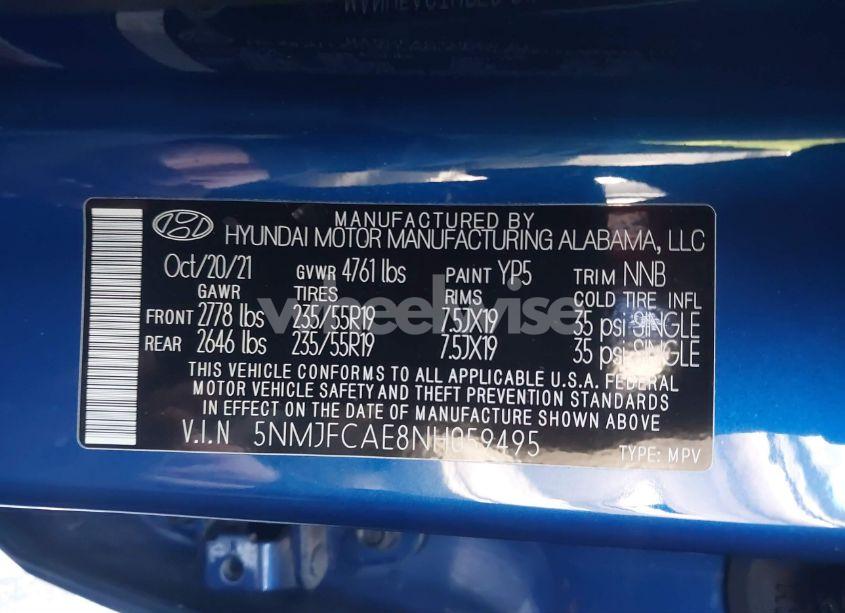 MANUFACTURED BY
HYUNDAI MOTOR MANUFACTURING ALABAMA, LLC
Oct/20/21 GVWR 4761 lbs PAINT YP5 TRIM NNB
GAWR TIRES RIMS COLD TIRE INFL
FRONT 2778 lbs 235/55R19 7.5JX19 35 psi SINGLE
REAR 2646 lbs 235/55R19 7.5JX19 35 psi SINGLE
THIS VEHICLE CONFORMS TO ALL APPLICABLE U.S.A. FEDERAL
MOTOR VEHICLE SAFETY AND THEFT PREVENTION STANDARDS
IN EFFECT ON THE DATE OF MANUFACTURE SHOWN ABOVE
V.I.N 5NMJFCAE8NH059495 TYPE: MPV
wheelwise